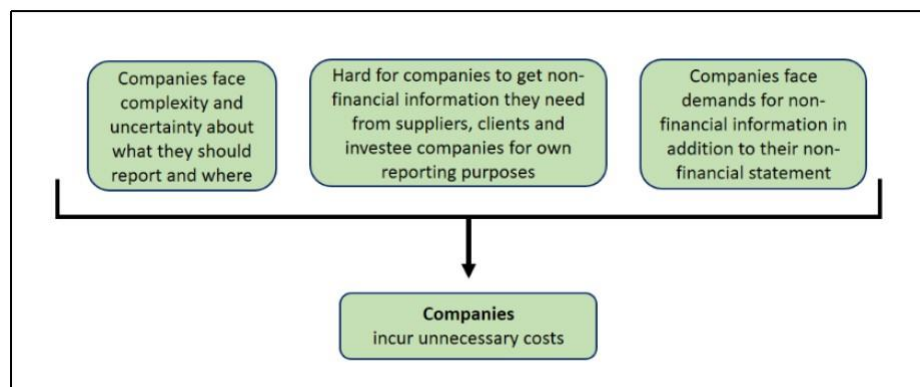 Companies face
complexity and
uncertainty about
what they should
report and where
Hard for companies to get non-
financial information they need
from suppliers, clients and
investee companies for own
reporting purposes
Companies face
demands for non-
financial information in
addition to their non-
financial statement
Companies
incur unnecessary costs